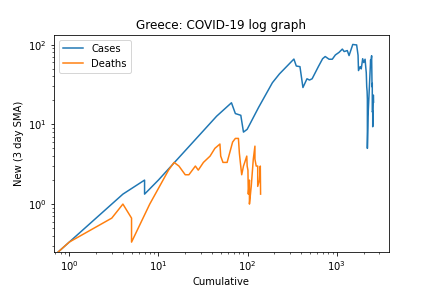 Greece: COVID-19 log graph
Cases
Deaths
New (3 day SMA)
10²
10¹
10⁰
10⁰ 10¹ 10² 10³
Cumulative